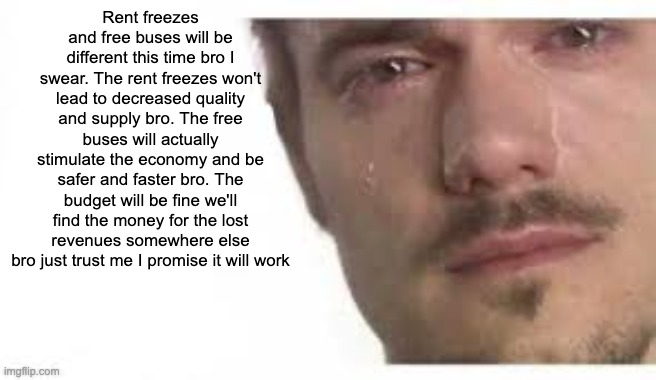 Rent freezes
and free buses will be
different this time bro I
swear. The rent freezes won't
lead to decreased quality
and supply bro. The free
buses will actually
stimulate the economy and be
safer and faster bro. The
budget will be fine we'll
find the money for the lost
revenues somewhere else
bro just trust me I promise it will work
imgflip.com